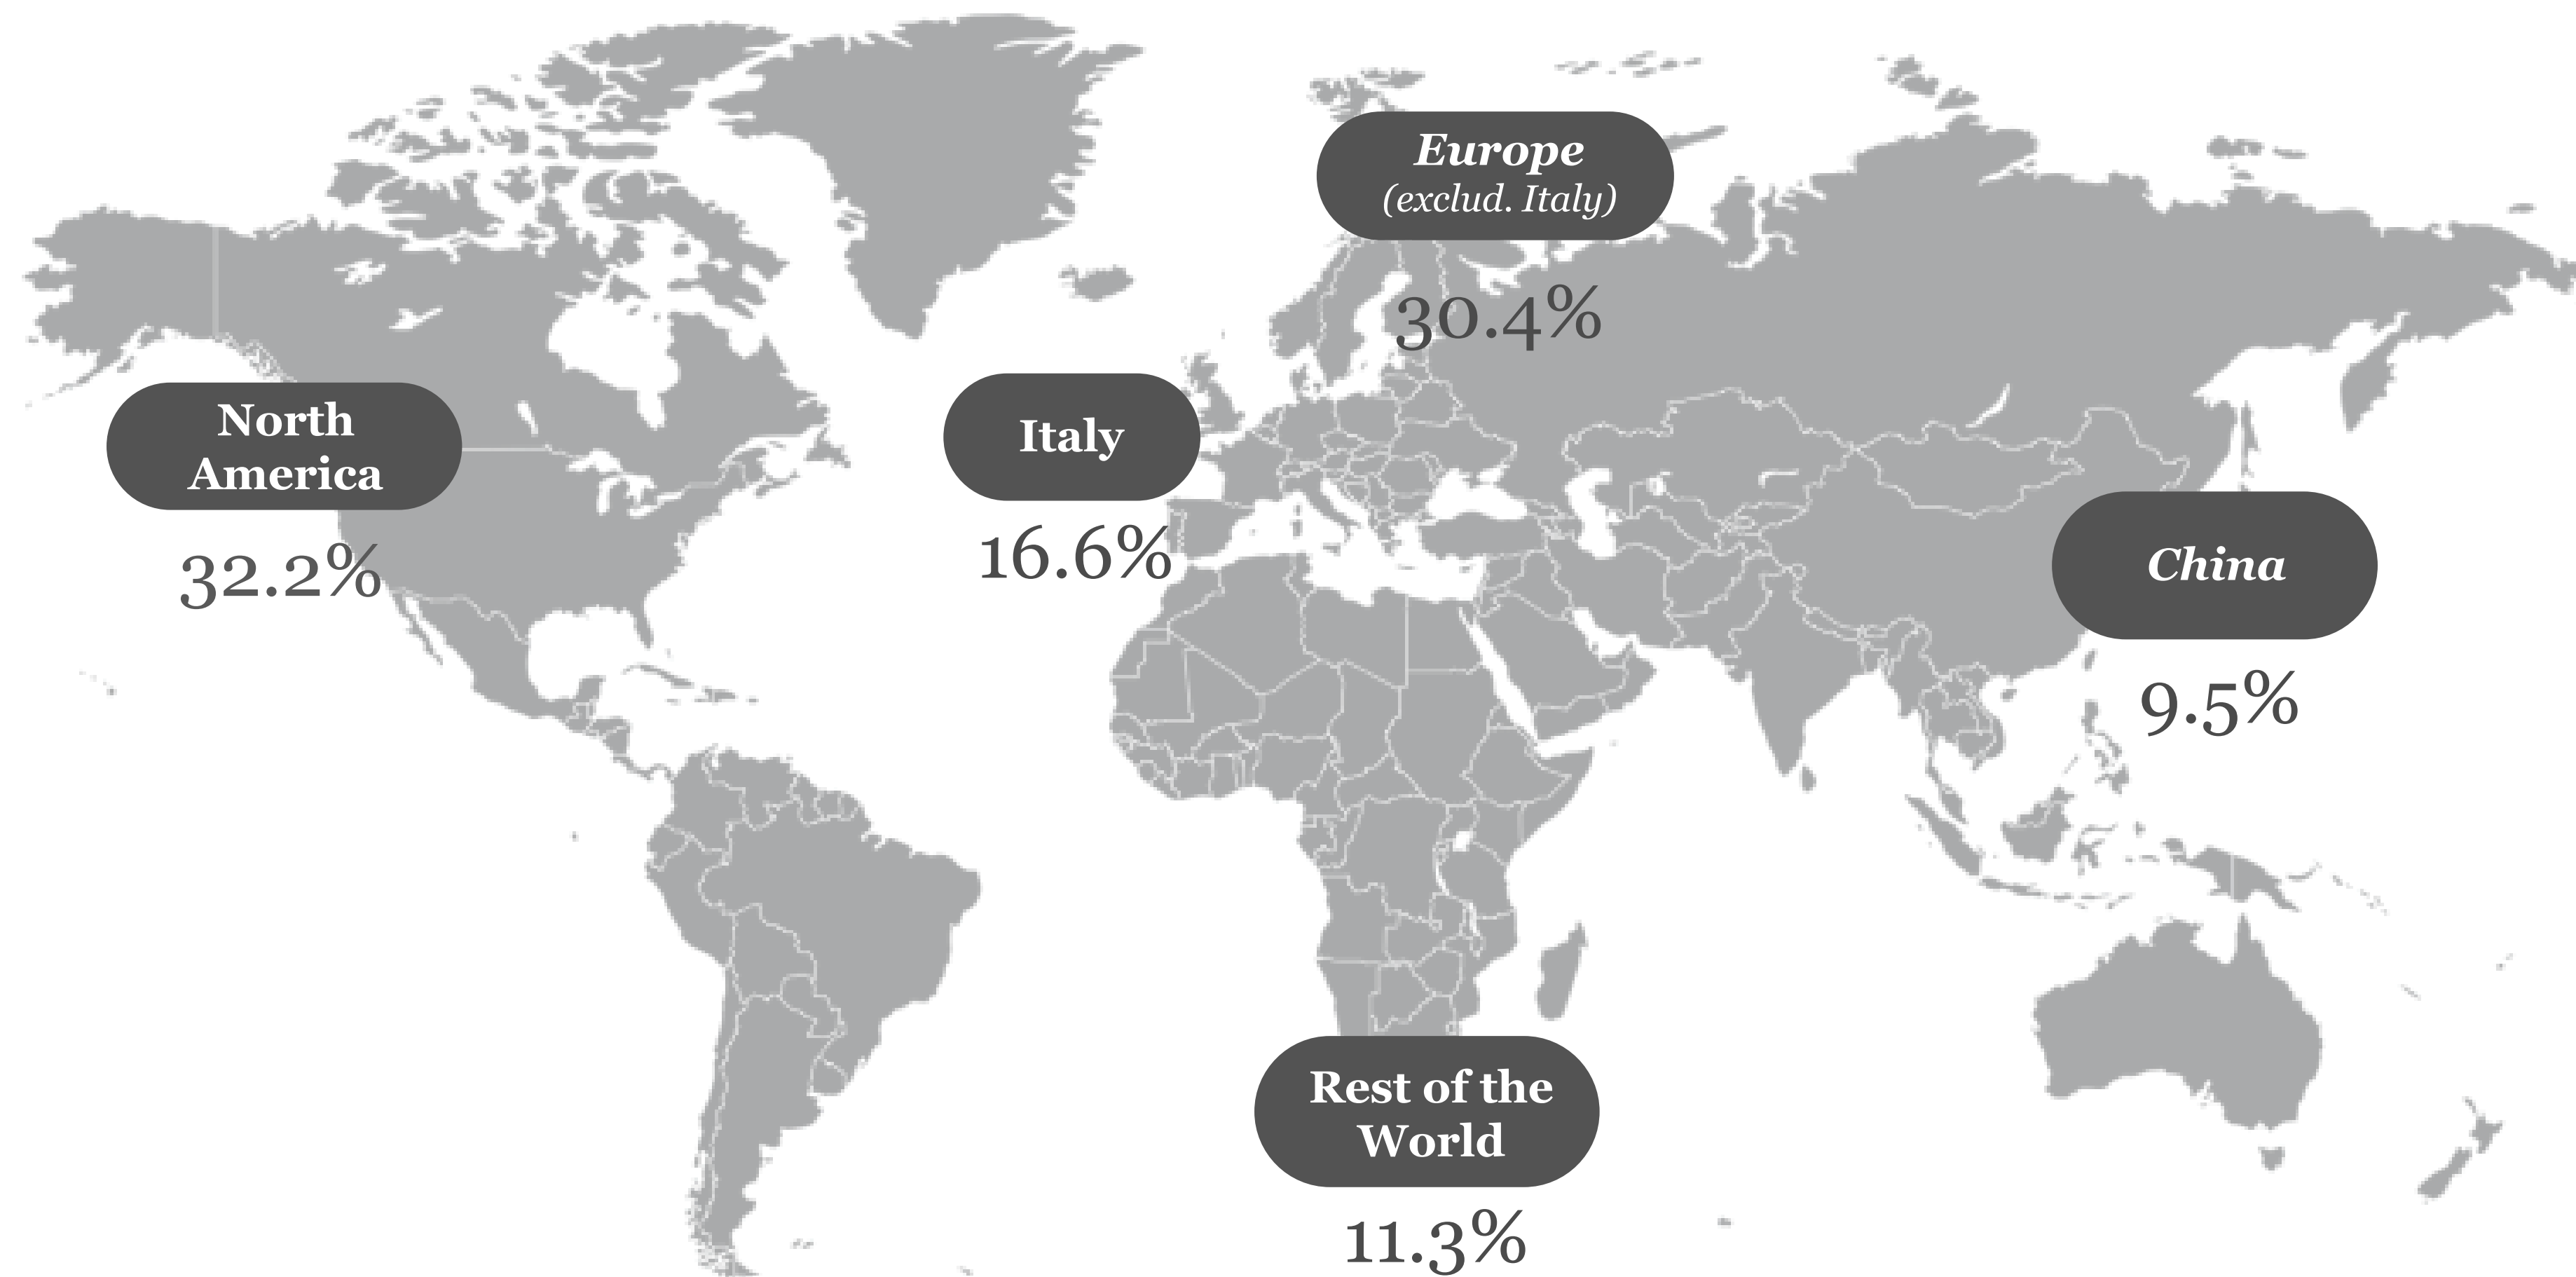 Europe
(exclud. Italy)
30.4%
North
America
32.2%
Italy
16.6%
China
9.5%
Rest of the
World
11.3%